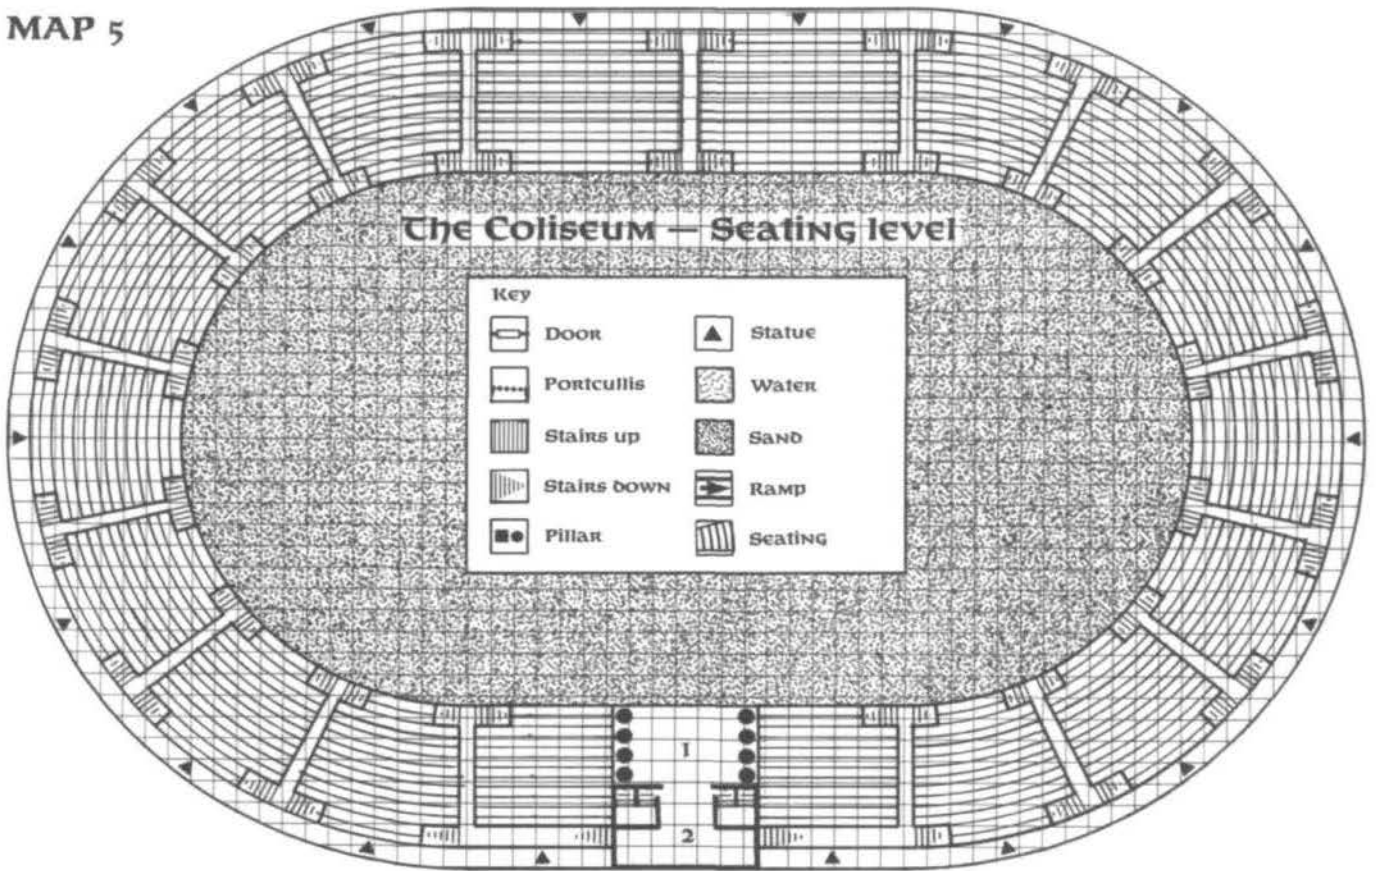 MAP 5
The Coliseum — Seating level
Key
Door
Portcullis
Stairs up
Stairs down
Pillar
Statue
Water
Sand
Ramp
Seating
1
2